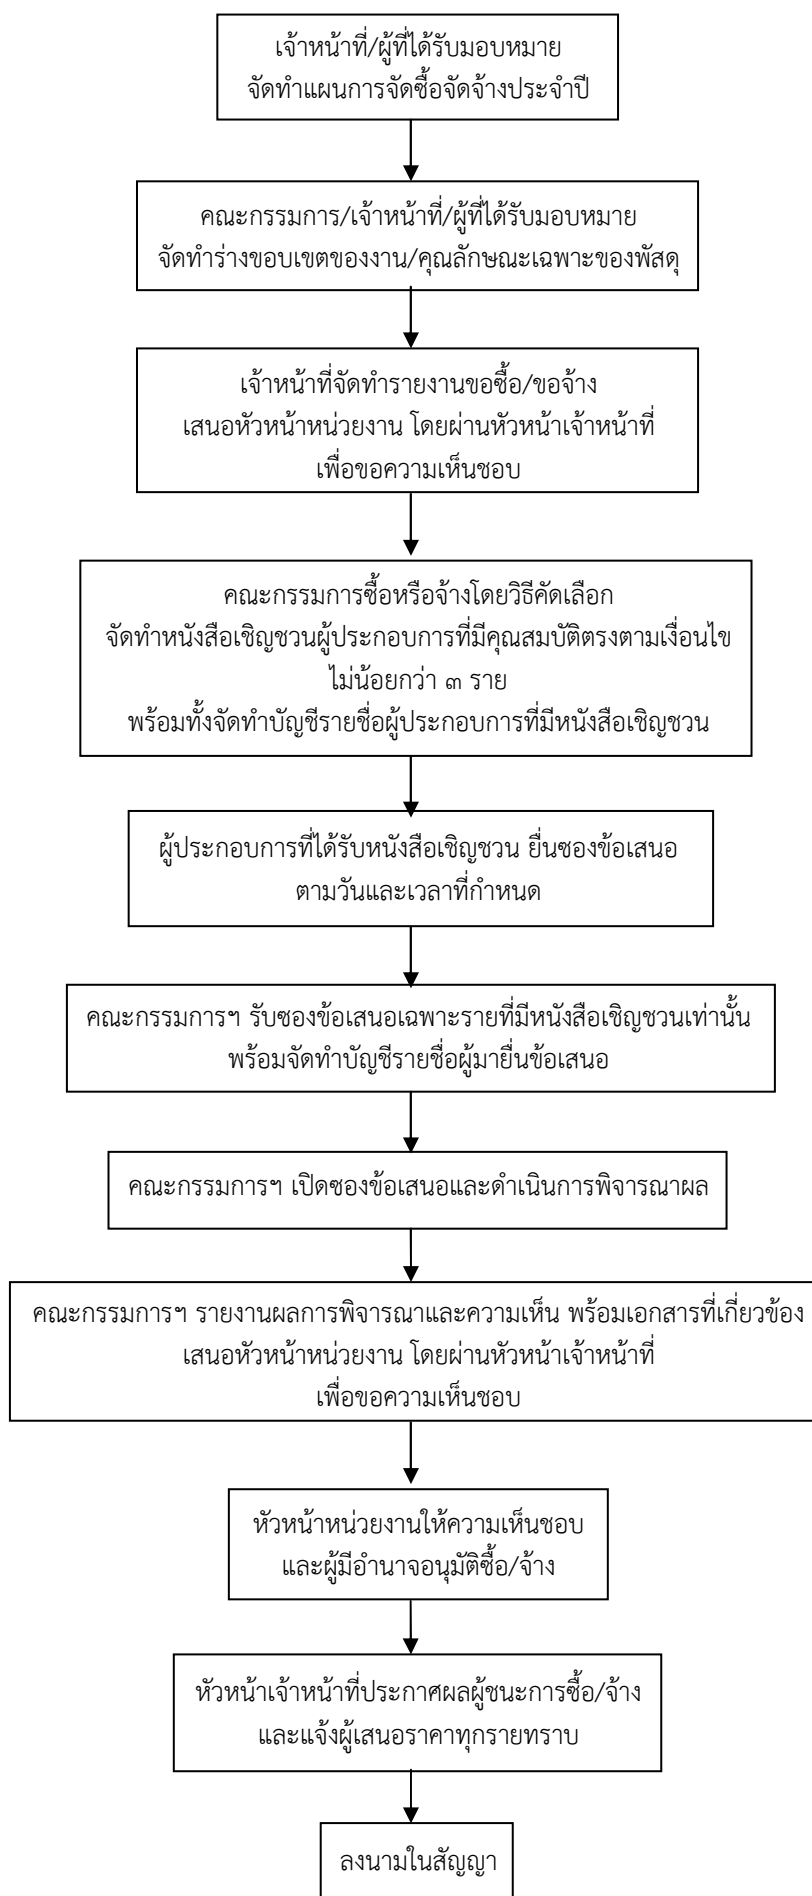 เจ้าหน้าที่/ผู้ที่ได้รับมอบหมาย
จัดทำแผนการจัดซื้อจัดจ้างประจำปี
คณะกรรมการ/เจ้าหน้าที่/ผู้ที่ได้รับมอบหมาย
จัดทำร่างขอบเขตของงาน/คุณลักษณะเฉพาะของพัสดุ
เจ้าหน้าที่จัดทำรายงานขอซื้อ/ขอจ้าง
เสนอหัวหน้าหน่วยงาน โดยผ่านหัวหน้าเจ้าหน้าที่
เพื่อขอความเห็นชอบ
คณะกรรมการซื้อหรือจ้างโดยวิธีคัดเลือก
จัดทำหนังสือเชิญชวนผู้ประกอบการที่มีคุณสมบัติตรงตามเงื่อนไข
ไม่น้อยกว่า ๓ ราย
พร้อมทั้งจัดทำบัญชีรายชื่อผู้ประกอบการที่มีหนังสือเชิญชวน
ผู้ประกอบการที่ได้รับหนังสือเชิญชวน ยื่นซองข้อเสนอ
ตามวันและเวลาที่กำหนด
คณะกรรมการฯ รับซองข้อเสนอเฉพาะรายที่มีหนังสือเชิญชวนเท่านั้น
พร้อมจัดทำบัญชีรายชื่อผู้มายื่นข้อเสนอ
คณะกรรมการฯ เปิดซองข้อเสนอและดำเนินการพิจารณาผล
คณะกรรมการฯ รายงานผลการพิจารณาและความเห็น พร้อมเอกสารที่เกี่ยวข้อง
เสนอหัวหน้าหน่วยงาน โดยผ่านหัวหน้าเจ้าหน้าที่
เพื่อขอความเห็นชอบ
หัวหน้าหน่วยงานให้ความเห็นชอบ
และผู้มีอำนาจอนุมัติซื้อ/จ้าง
หัวหน้าเจ้าหน้าที่ประกาศผลผู้ชนะการซื้อ/จ้าง
และแจ้งผู้เสนอราคาทุกรายทราบ
ลงนามในสัญญา